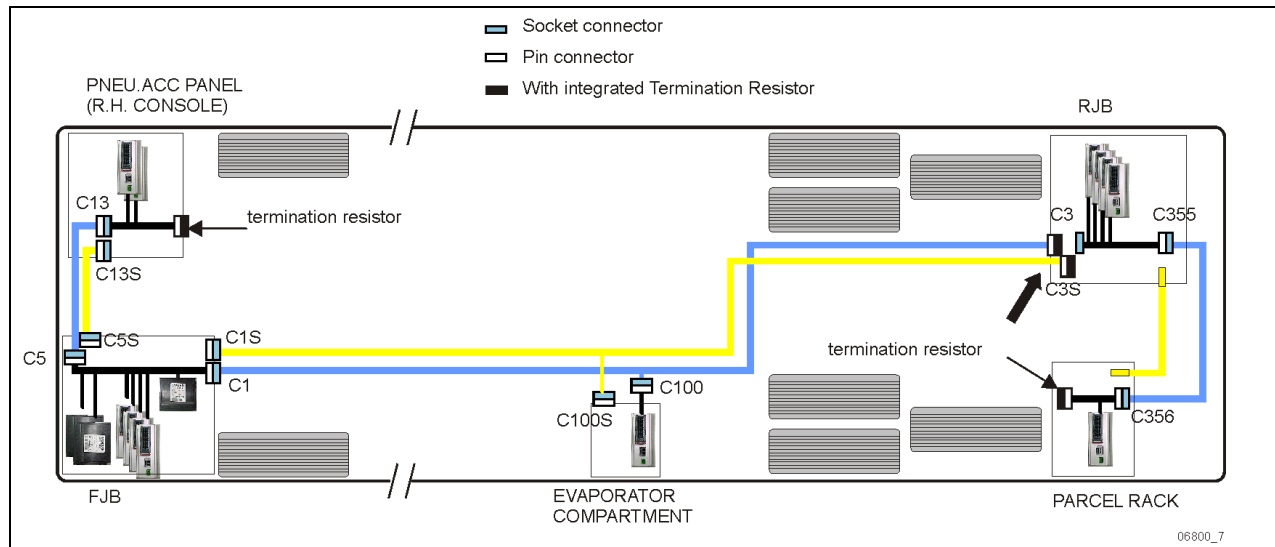 Socket connector
Pin connector
With integrated Termination Resistor
PNEU.ACC PANEL
(R.H. CONSOLE)
RJB
C13
termination resistor
C13S
C3
C355
C3S
C5S
C5
C1S
C1
termination resistor
C100
C100S
C356
FJB
EVAPORATOR
COMPARTMENT
PARCEL RACK
06800_7